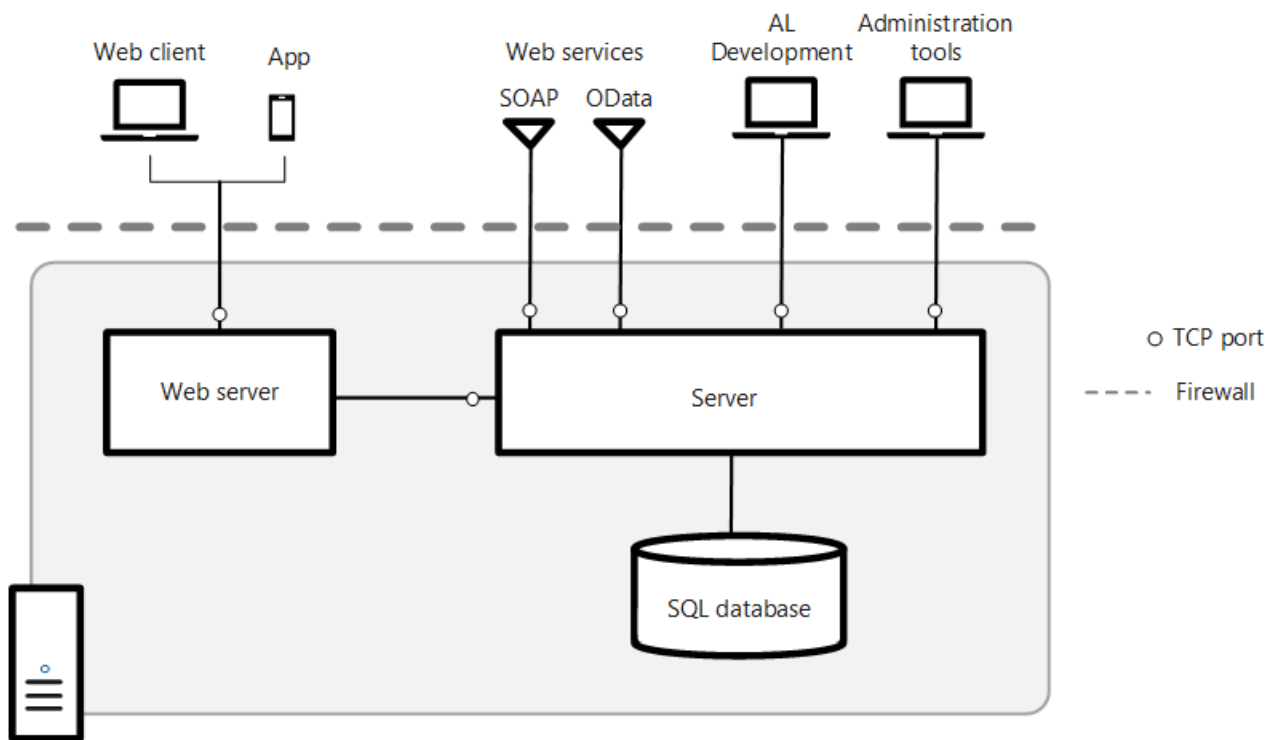 Web client
App
Web services
SOAP
OData
AL
Development
Administration
tools
TCP port
Firewall
Web server
Server
SQL database